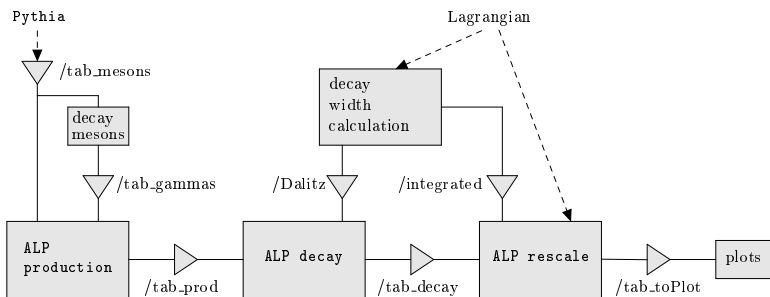 Pythia
Lagrangian
/tab_mesons
decay
mesons
decay
width
calculation
/tab_gammas
/Dalitz
/integrated
ALP
production
ALP decay
ALP rescale
plots
/tab_prod
/tab_decay
/tab_toPlot